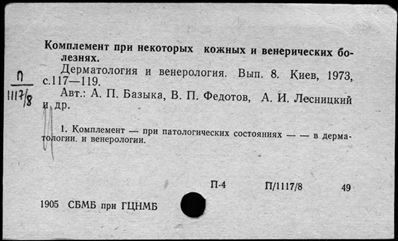 Комплемент при некоторых кожных и венерических бо-
лезнях.
Дерматология и венерология. Вып. 8. Киев, 1973,
с.117—119.
Авт.: А. П. Базыка, В. П. Федотов, А. И. Лесницкий
и др.
П
1117/8
1. Комплемент — при патологических состояниях — — в дерма-
тологии. и венерологии.
П-4 П/1117/8 49
1905 СБМБ при ГЦНМБ